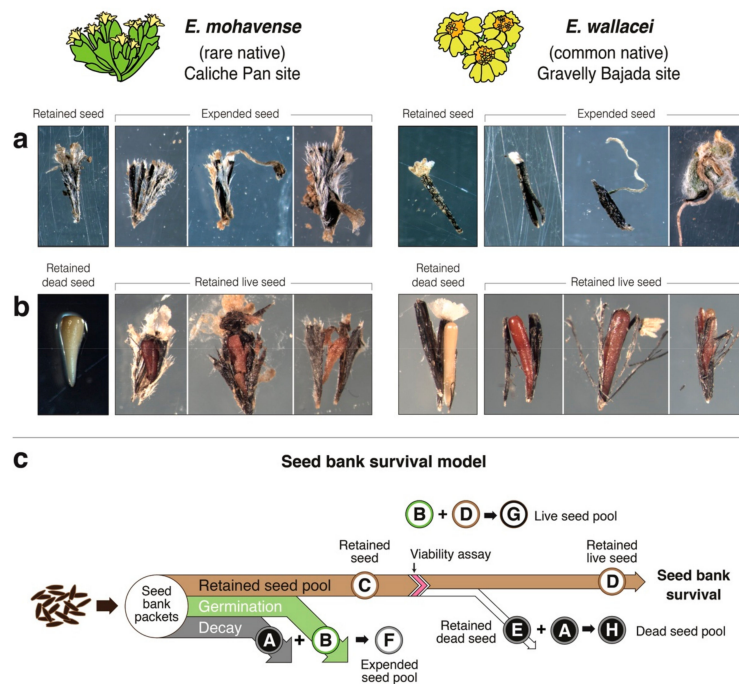 E. mohavense
(rare native)
Caliche Pan site
E. wallacei
(common native)
Gravelly Bajada site
a
Retained seed
Expended seed
Retained seed
Expended seed
b
Retained
dead seed
Retained live seed
Retained
dead seed
Retained live seed
c
Seed bank survival model
B + D G Live seed pool
Retained
seed
Viability assay
Retained
live seed
Seed
bank
packets
Retained seed pool
C
D
Seed bank
survival
Germination
Decay
A + B F
Expended
seed pool
Retained
dead seed
E + A H Dead seed pool